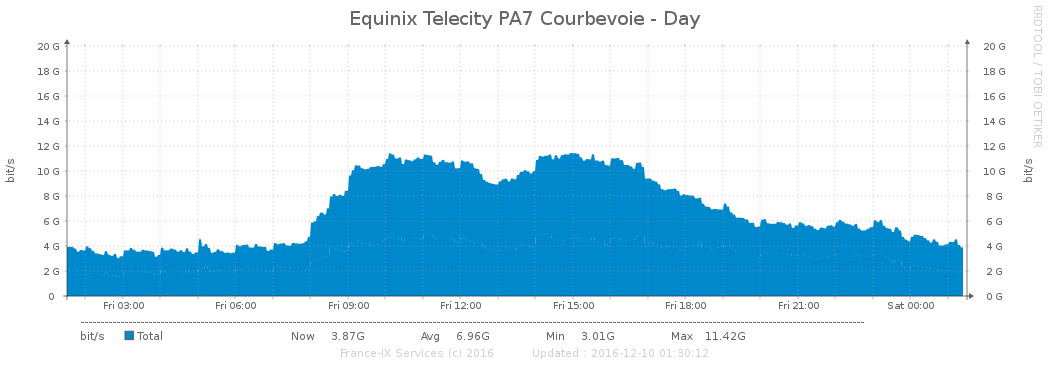 Equinix Telecity PA7 Courbevoie - Day
RRDTOOL / TOBI OETIKER
bit/s
20 G
18 G
16 G
14 G
12 G
10 G
8 G
6 G
4 G
2 G
0
20 G
18 G
16 G
14 G
12 G
10 G
8 G
6 G
4 G
2 G
0 G
bit/s
Fri 03:00 Fri 06:00 Fri 09:00 Fri 12:00 Fri 15:00 Fri 18:00 Fri 21:00 Sat 00:00
bit/s Total Now 3.87G Avg 6.96G Min 3.01G Max 11.42G
France-IX Services (c) 2016 Updated : 2016-12-10 01:30:12